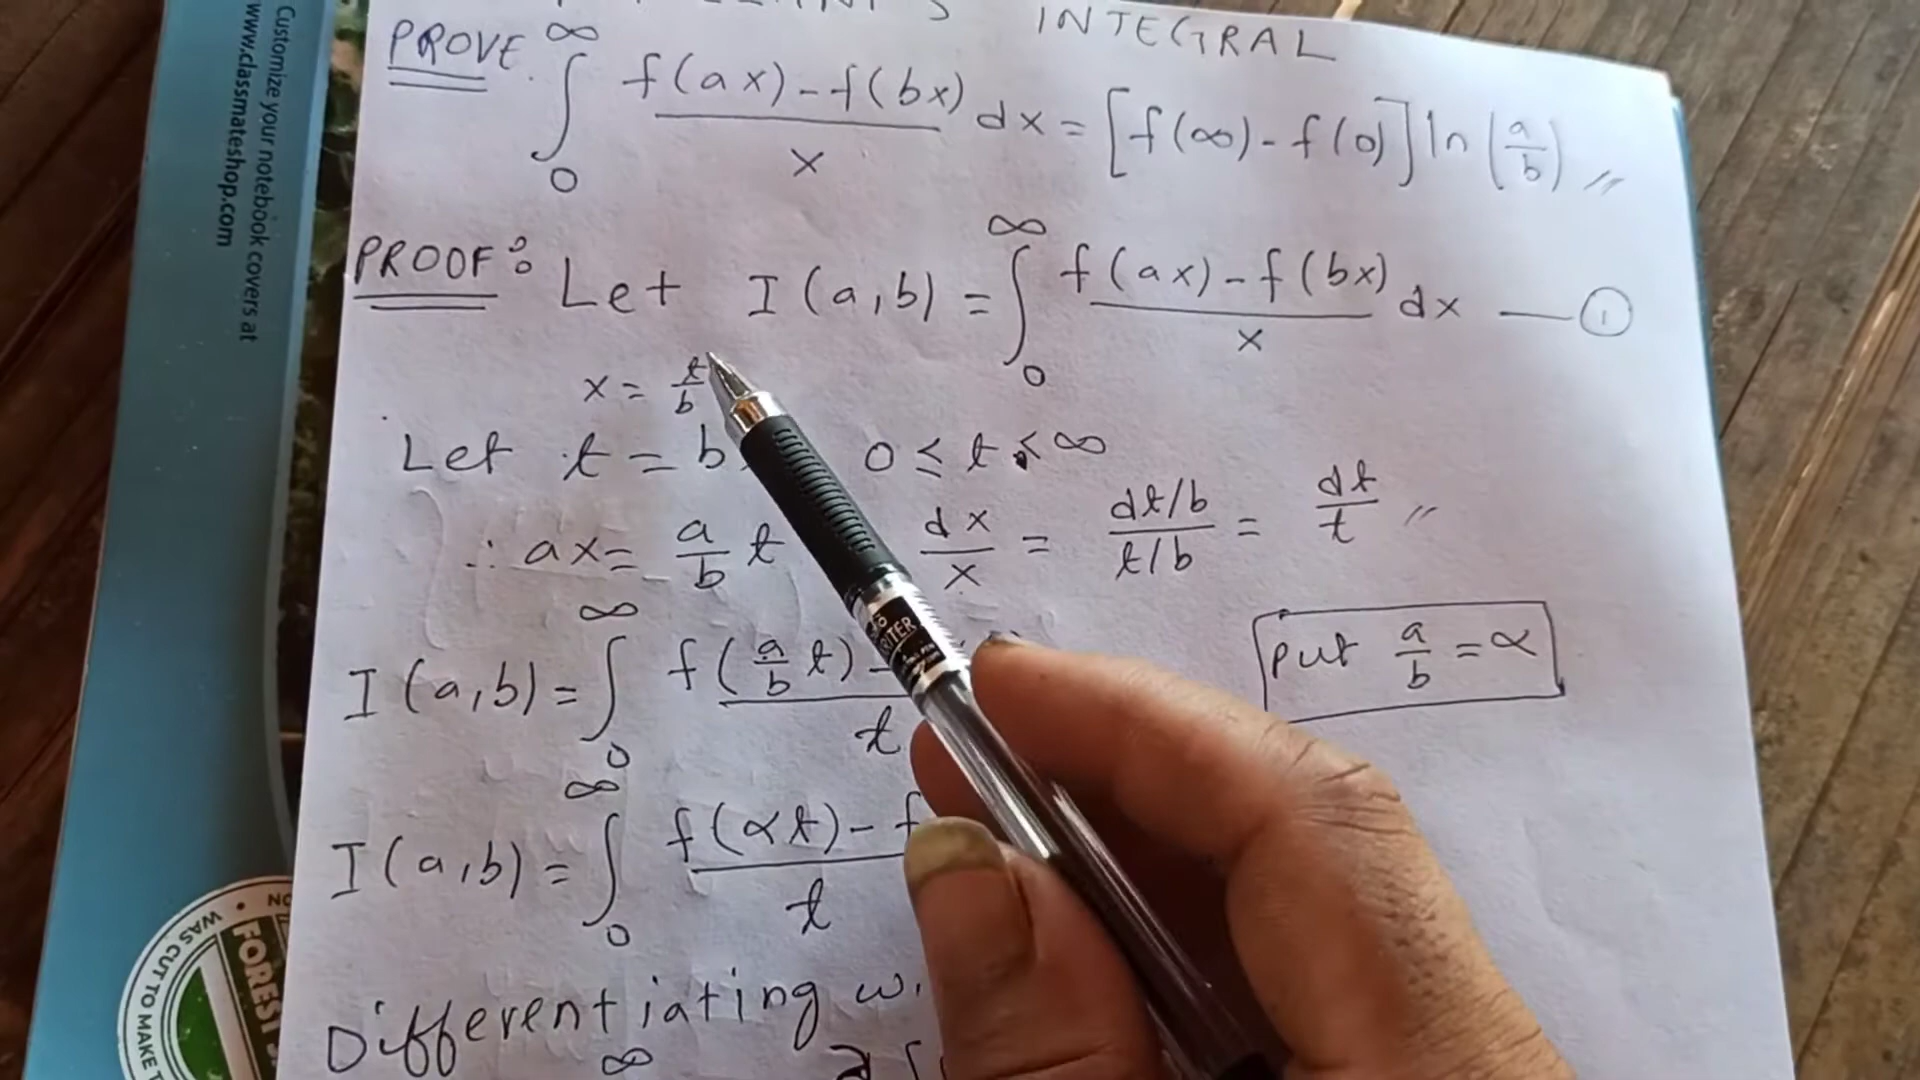 INTEGRAL
PROVE ∫₀^∞ (f(ax)-f(bx))/x dx = [f(∞)-f(0)] ln (a/b) //
PROOF: Let I(a,b) = ∫₀^∞ (f(ax)-f(bx))/x dx — ①
x = t/b
Let t = b 0 ≤ t < ∞
∴ ax = a/b t dx/x = (dt/b)/(t/b) = dt/t //
I(a,b) = ∫₀^∞ f(a/b t) - / t
put a/b = α
I(a,b) = ∫₀^∞ f(αt) - f / t
Differentiating w.
∞
Customize your notebook covers at
www.classmateshop.com
WAS CUT TO MAKE
FOREST